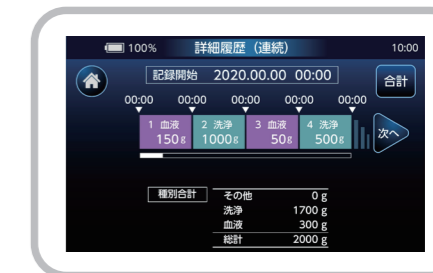 100% 詳細履歴（連続） 10:00
記録開始 2020.00.00 00:00 合計
00:00 00:00 00:00 00:00 00:00
1 血液 2 洗浄 3 血液 4 洗浄
150g 1000g 50g 500g
次へ
種別合計 その他 0 g
洗浄 1700 g
血液 300 g
総計 2000 g